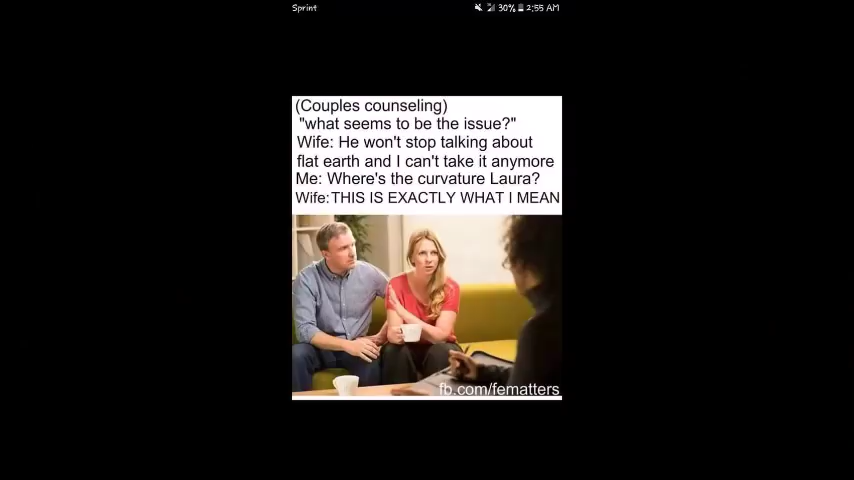 Sprint 30% 2:55 AM
(Couples counseling)
"what seems to be the issue?"
Wife: He won't stop talking about
flat earth and I can't take it anymore
Me: Where's the curvature Laura?
Wife:THIS IS EXACTLY WHAT I MEAN
fb.com/fematters